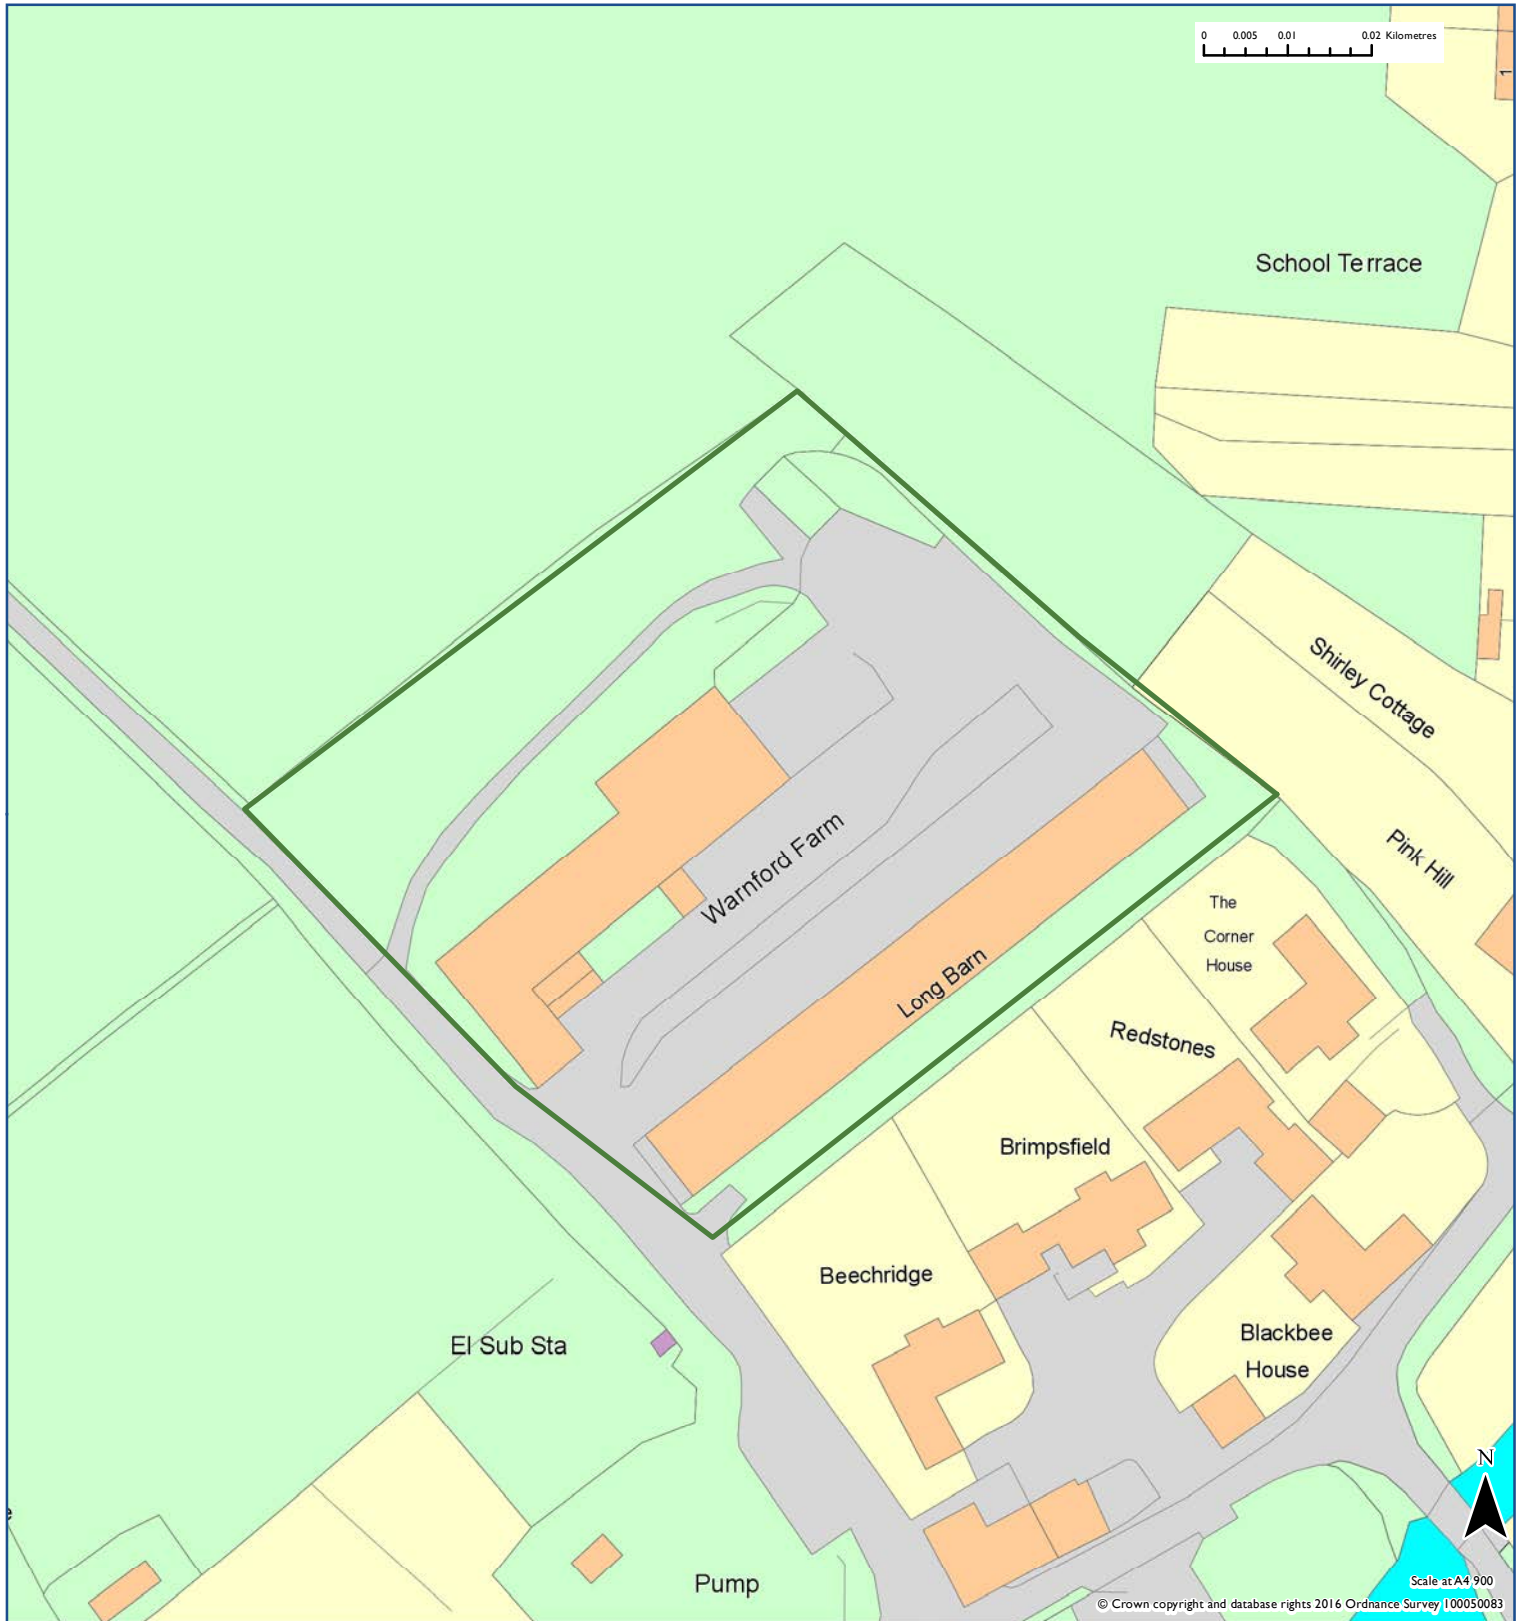 0 0.005 0.01 0.02 Kilometres
1
School Terrace
Shirley Cottage
Pink Hill
Warnford Farm
Long Barn
The
Corner
House
Redstones
Brimpsfield
Beechridge
El Sub Sta
Blackbee
House
Pump
N
Scale at A4 900
© Crown copyright and database rights 2016 Ordnance Survey 100050083